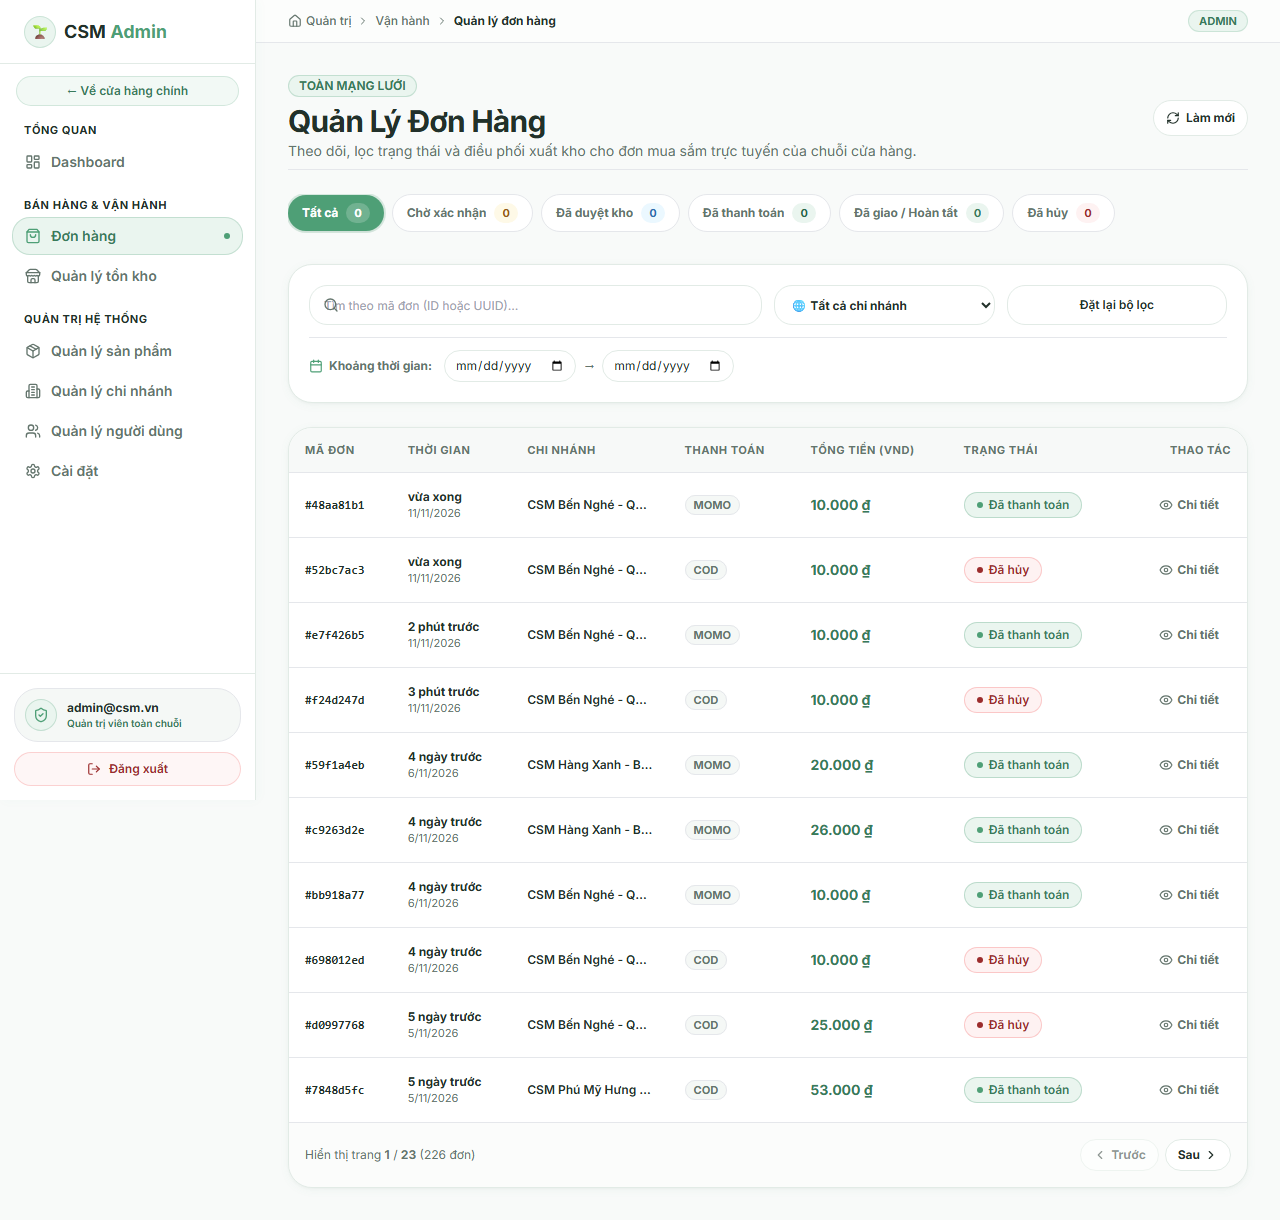 CSM Admin
← Về cửa hàng chính
TỔNG QUAN
Dashboard
BÁN HÀNG & VẬN HÀNH
Đơn hàng
Quản lý tồn kho
QUẢN TRỊ HỆ THỐNG
Quản lý sản phẩm
Quản lý chi nhánh
Quản lý người dùng
Cài đặt
admin@csm.vn
Quản trị viên toàn chuỗi
Đăng xuất
Quản trị > Vận hành > Quản lý đơn hàng
ADMIN
TOÀN MẠNG LƯỚI
Quản Lý Đơn Hàng
Theo dõi, lọc trạng thái và điều phối xuất kho cho đơn mua sắm trực tuyến của chuỗi cửa hàng.
Làm mới
Tất cả 0 Chờ xác nhận 0 Đã duyệt kho 0 Đã thanh toán 0 Đã giao / Hoàn tất 0 Đã hủy 0
Tìm theo mã đơn (ID hoặc UUID)... Tất cả chi nhánh Đặt lại bộ lọc
Khoảng thời gian: mm/dd/yyyy → mm/dd/yyyy
MÃ ĐƠN THỜI GIAN CHI NHÁNH THANH TOÁN TỔNG TIỀN (VND) TRẠNG THÁI THAO TÁC
#48aa81b1 vừa xong 11/11/2026 CSM Bến Nghé - Q... MOMO 10.000 ₫ Đã thanh toán Chi tiết
#52bc7ac3 vừa xong 11/11/2026 CSM Bến Nghé - Q... COD 10.000 ₫ Đã hủy Chi tiết
#e7f426b5 2 phút trước 11/11/2026 CSM Bến Nghé - Q... MOMO 10.000 ₫ Đã thanh toán Chi tiết
#f24d247d 3 phút trước 11/11/2026 CSM Bến Nghé - Q... COD 10.000 ₫ Đã hủy Chi tiết
#59f1a4eb 4 ngày trước 6/11/2026 CSM Hàng Xanh - B... MOMO 20.000 ₫ Đã thanh toán Chi tiết
#c9263d2e 4 ngày trước 6/11/2026 CSM Hàng Xanh - B... MOMO 26.000 ₫ Đã thanh toán Chi tiết
#bb918a77 4 ngày trước 6/11/2026 CSM Bến Nghé - Q... MOMO 10.000 ₫ Đã thanh toán Chi tiết
#698012ed 4 ngày trước 6/11/2026 CSM Bến Nghé - Q... COD 10.000 ₫ Đã hủy Chi tiết
#d0997768 5 ngày trước 5/11/2026 CSM Bến Nghé - Q... COD 25.000 ₫ Đã hủy Chi tiết
#7848d5fc 5 ngày trước 5/11/2026 CSM Phú Mỹ Hưng ... COD 53.000 ₫ Đã thanh toán Chi tiết
Hiển thị trang 1 / 23 (226 đơn) Trước Sau